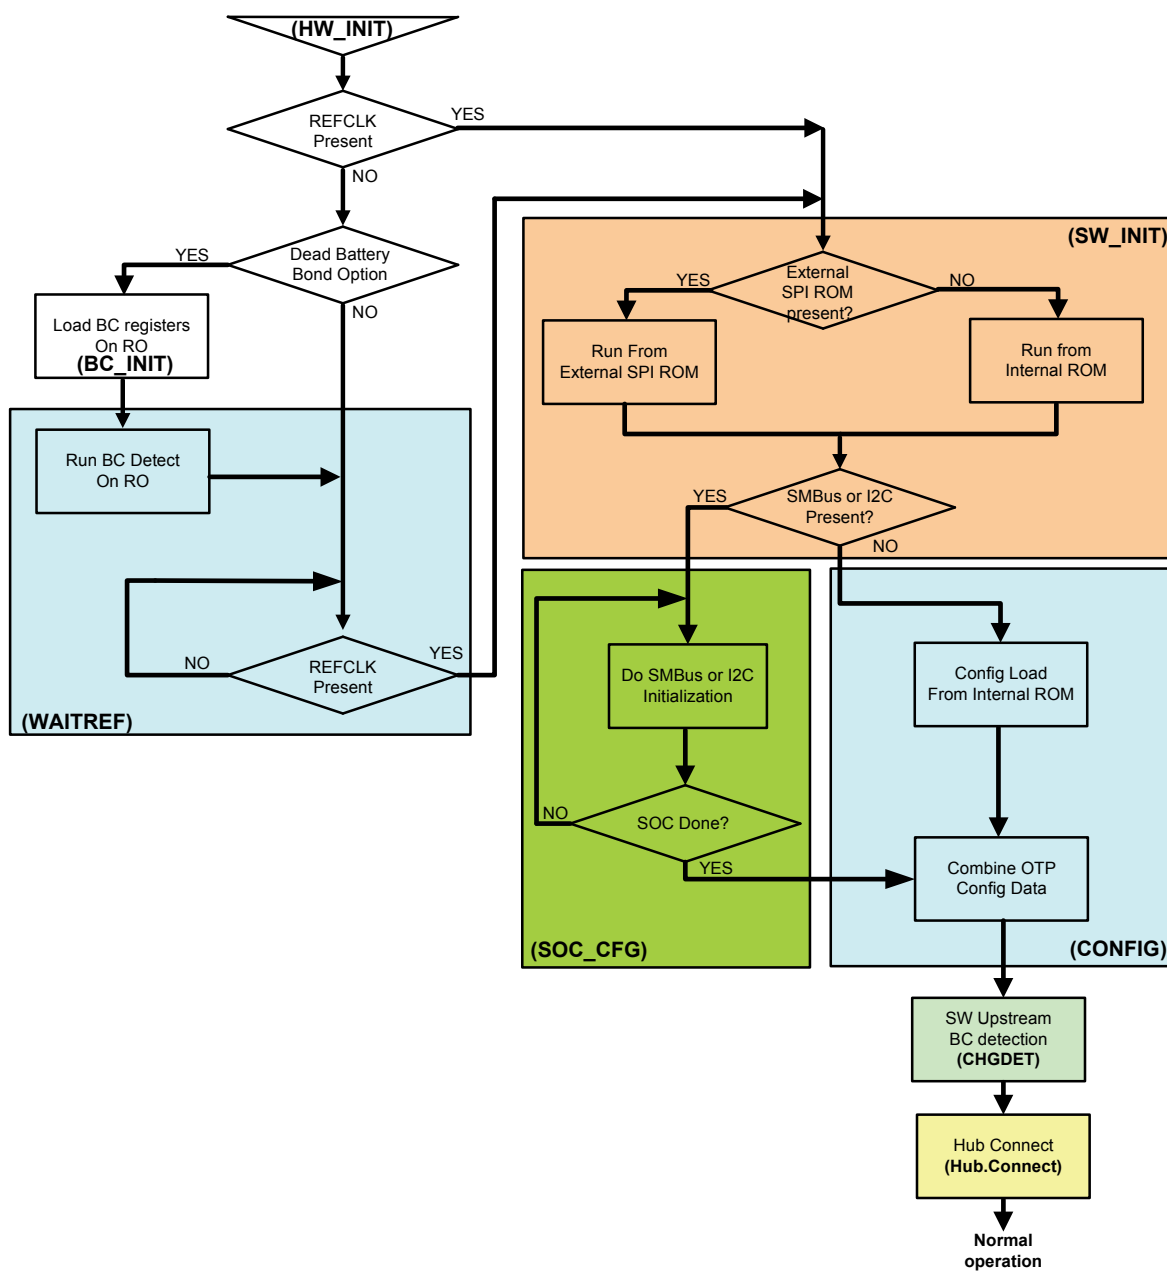 (HW_INIT)
REFCLK
Present
YES
NO
Dead Battery
Bond Option
YES
NO
Load BC registers
On RO
(BC_INIT)
Run BC Detect
On RO
REFCLK
Present
NO
YES
(WAITREF)
(SW_INIT)
External
SPI ROM
present?
YES
NO
Run From
External SPI ROM
Run from
Internal ROM
SMBus or I2C
Present?
YES
NO
Do SMBus or I2C
Initialization
SOC Done?
NO
YES
(SOC_CFG)
Config Load
From Internal ROM
Combine OTP
Config Data
(CONFIG)
SW Upstream
BC detection
(CHGDET)
Hub Connect
(Hub.Connect)
Normal
operation